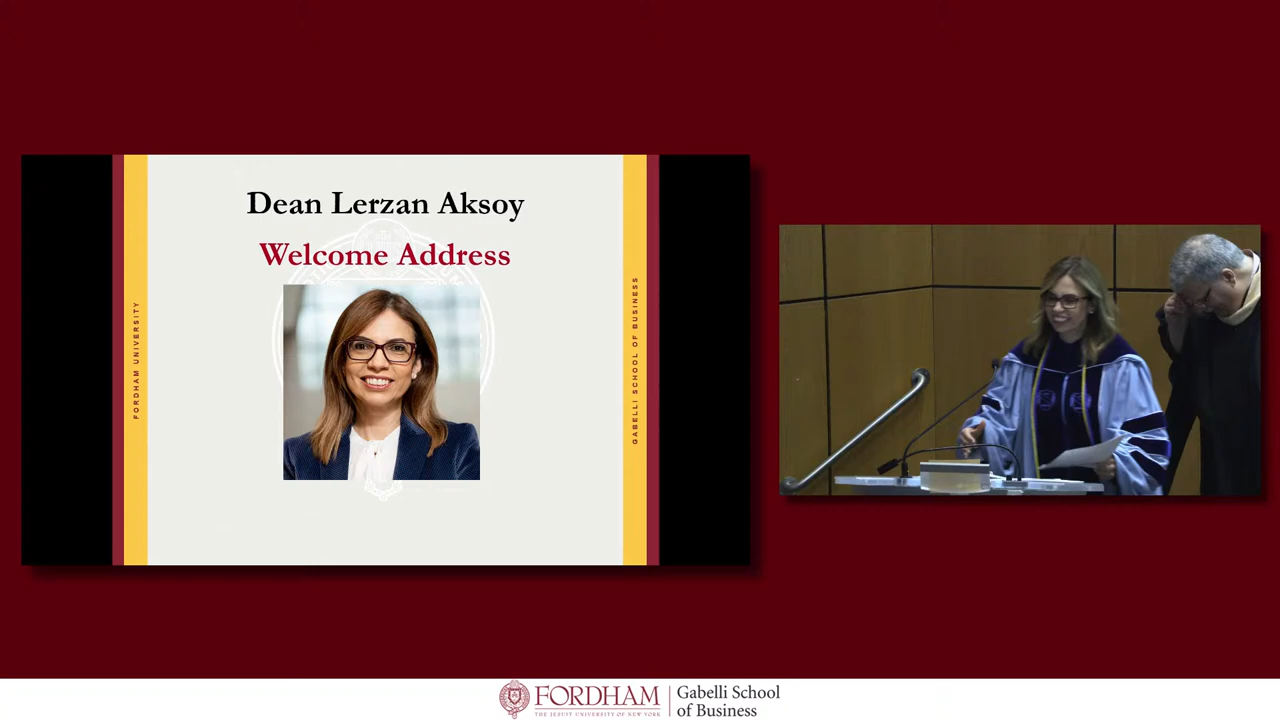 Dean Lerzan Aksoy
Welcome Address
FORDHAM UNIVERSITY
GABELLI SCHOOL OF BUSINESS
FORDHAM
THE JESUIT UNIVERSITY OF NEW YORK
Gabelli School
of Business